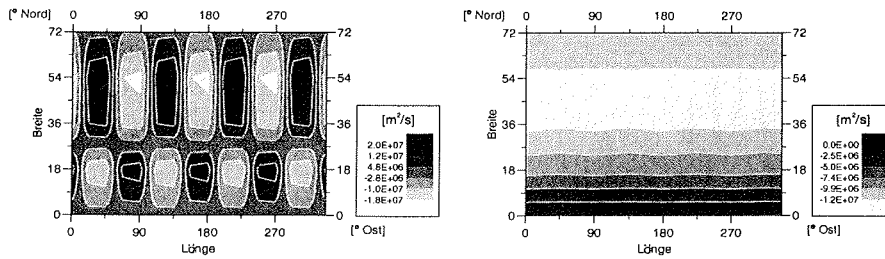 [° Nord]
[° Nord]
0 90 180 270
72 72
54 54
36 36
18 18
0 0
Breite
0 90 180 270
Länge
[° Ost]
[m²/s]
2.0E+07
1.2E+07
4.8E+06
-2.8E+06
-1.0E+07
-1.8E+07
0 90 180 270
72 72
54 54
36 36
18 18
0 0
Breite
0 90 180 270
Länge
[° Ost]
[m²/s]
0.0E+00
-2.5E+06
-5.0E+06
-7.4E+06
-9.9E+06
-1.2E+07